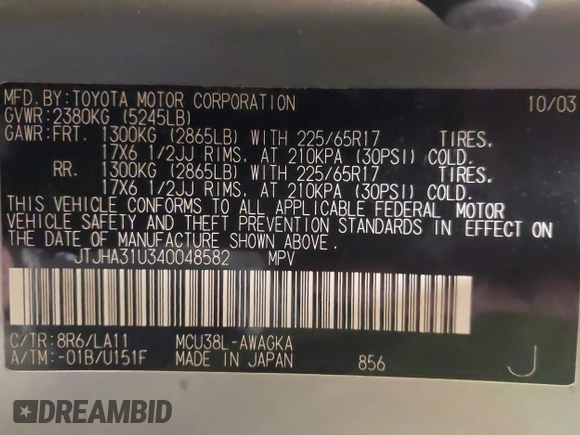 MFD.BY:TOYOTA MOTOR CORPORATION 10/03
GVWR:2380KG (5245LB)
GAWR:FRT. 1300KG (2865LB) WITH 225/65R17 TIRES.
17X6 1/2JJ RIMS, AT 210KPA (30PSI) COLD.
RR. 1300KG (2865LB) WITH 225/65R17 TIRES.
17X6 1/2JJ RIMS, AT 210KPA (30PSI) COLD.
THIS VEHICLE CONFORMS TO ALL APPLICABLE FEDERAL MOTOR
VEHICLE SAFETY AND THEFT PREVENTION STANDARDS IN EFFECT ON
THE DATE OF MANUFACTURE SHOWN ABOVE.
JTJHA31U340048582 MPV
C/TR:8R6/LA11 MCU38L-AWAGKA
A/TM:-01B/U151F MADE IN JAPAN 856 J
DREAMBID